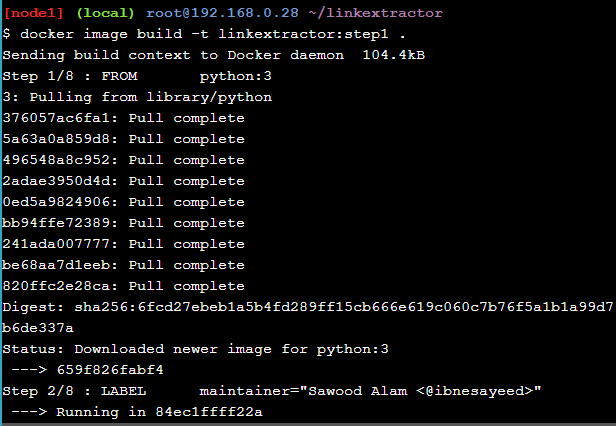 [node1] (local) root@192.168.0.28 ~/linkextractor
$ docker image build -t linkextractor:step1 .
Sending build context to Docker daemon  104.4kB
Step 1/8 : FROM       python:3
3: Pulling from library/python
376057ac6fa1: Pull complete
5a63a0a859d8: Pull complete
496548a8c952: Pull complete
2adae3950d4d: Pull complete
0ed5a9824906: Pull complete
bb94ffe72389: Pull complete
241ada007777: Pull complete
be68aa7d1eeb: Pull complete
820ffc2e28ca: Pull complete
Digest: sha256:6fcd27ebeb1a5b4fd289ff15cb666e619c060c7b76f5a1b1a99d7
b6de337a
Status: Downloaded newer image for python:3
 ---> 659f826fabf4
Step 2/8 : LABEL      maintainer="Sawood Alam <@ibnesayeed>"
 ---> Running in 84ec1ffff22a